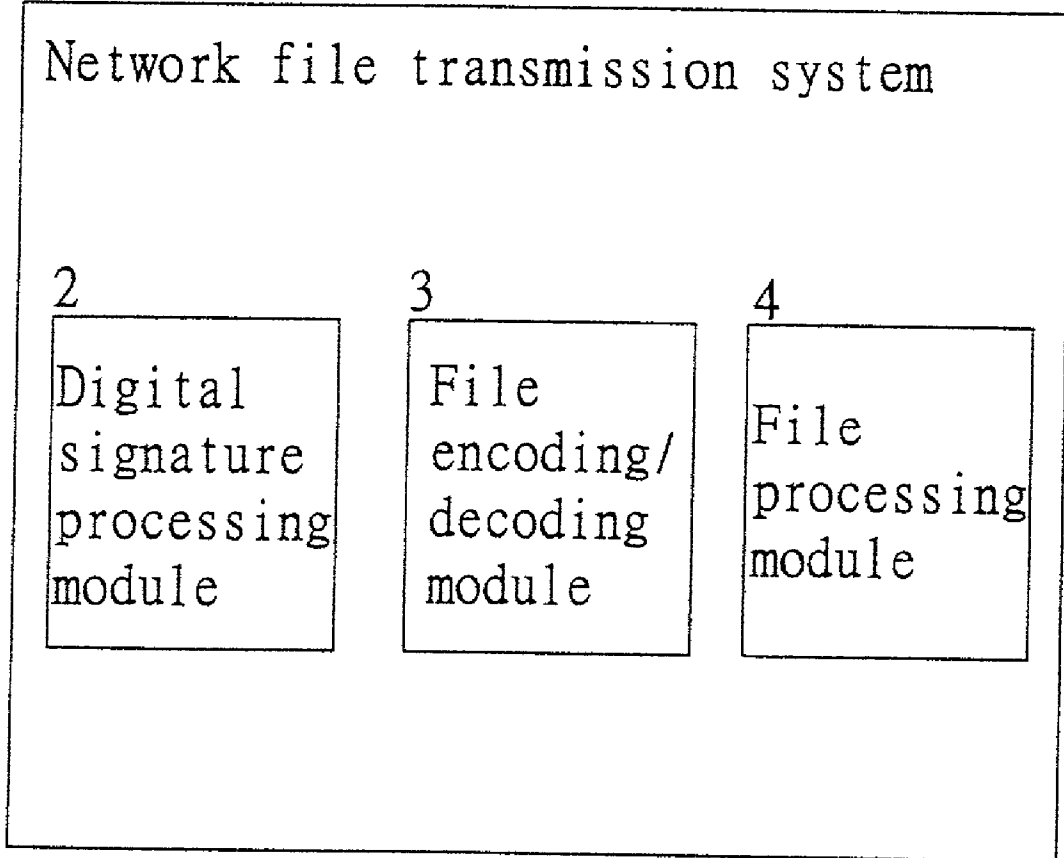 Network file transmission system
2
Digital
signature
processing
module
3
File
encoding/
decoding
module
4
File
processing
module